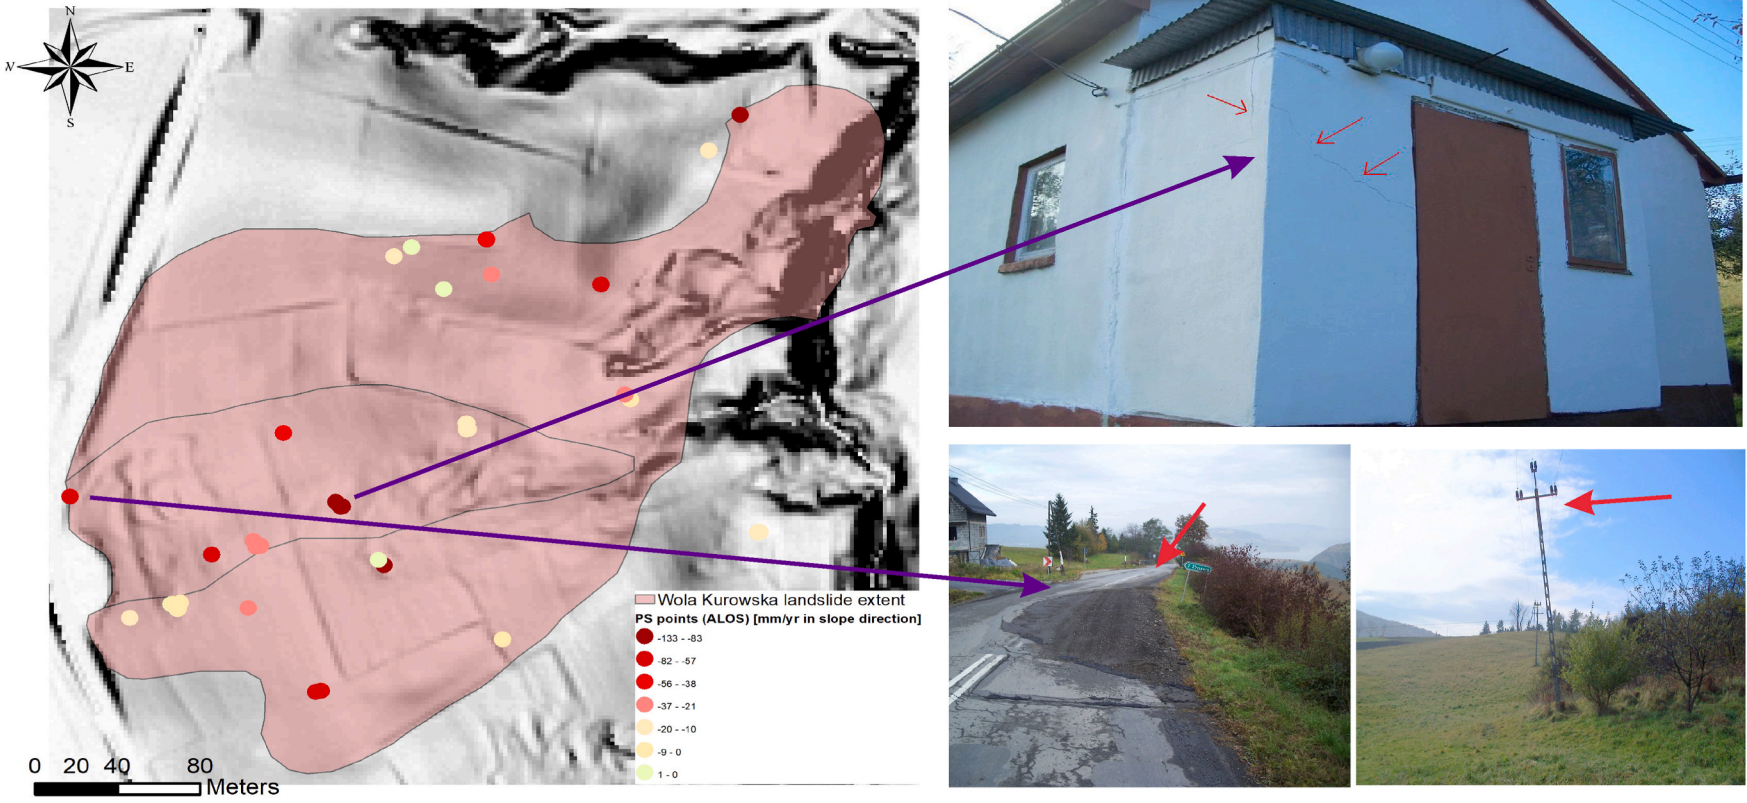 N
W
E
S
Wola Kurowska landslide extent
PS points (ALOS) [mm/yr in slope direction]
-133 - -83
-82 - -57
-56 - -38
-37 - -21
-20 - -10
-9 - 0
1 - 0
0 20 40 80
Meters